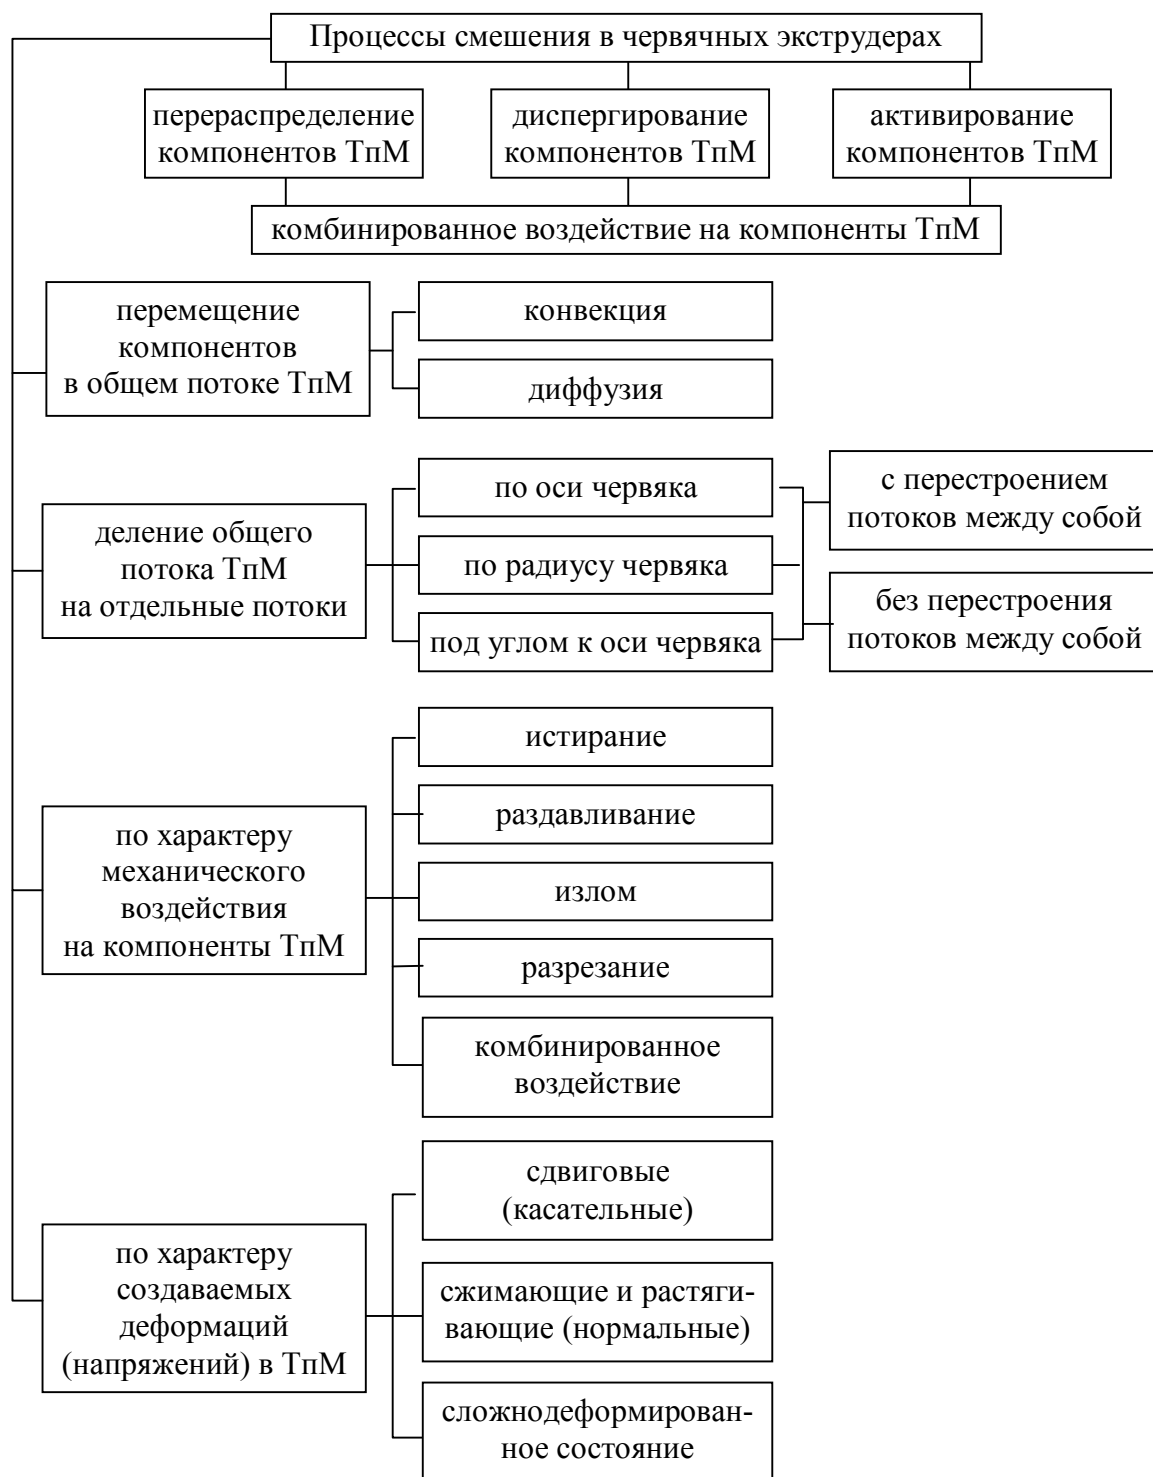 Процессы смешения в червячных экструдерах
перераспределение
компонентов ТпМ
диспергирование
компонентов ТпМ
активирование
компонентов ТпМ
комбинированное воздействие на компоненты ТпМ
перемещение
компонентов
в общем потоке ТпМ
конвекция
диффузия
деление общего
потока ТпМ
на отдельные потоки
по оси червяка
по радиусу червяка
под углом к оси червяка
с перестроением
потоков между собой
без перестроения
потоков между собой
по характеру
механического
воздействия
на компоненты ТпМ
истирание
раздавливание
излом
разрезание
комбинированное
воздействие
по характеру
создаваемых
деформаций
(напряжений) в ТпМ
сдвиговые
(касательные)
сжимающие и растяги-
вающие (нормальные)
сложнодеформирован-
ное состояние